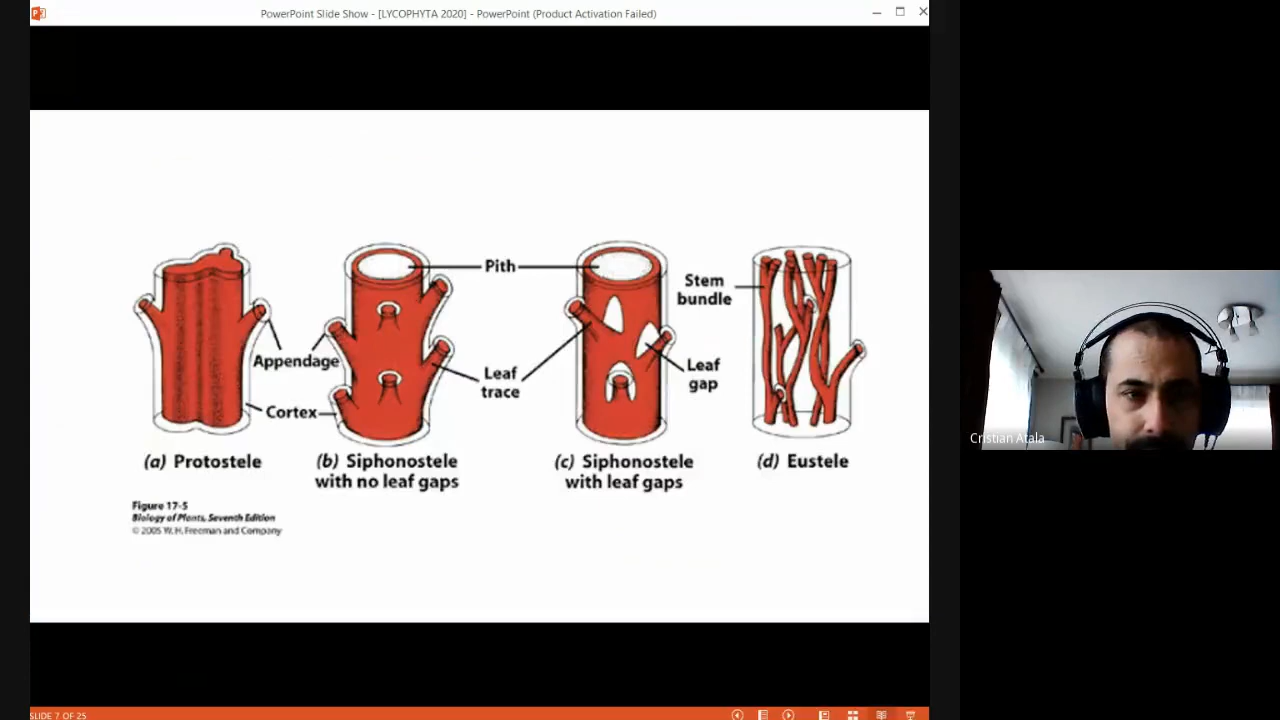 PowerPoint Slide Show - [LYCOPHYTA 2020] - PowerPoint (Product Activation Failed)
Pith
Stem
bundle
Appendage
Leaf
trace
Leaf
gap
Cortex
(a) Protostele
(b) Siphonostele
with no leaf gaps
(c) Siphonostele
with leaf gaps
(d) Eustele
Figure 17-5
Biology of Plants, Seventh Edition
© 2005 W. H. Freeman and Company
Cristian Atala
SLIDE 7 OF 25